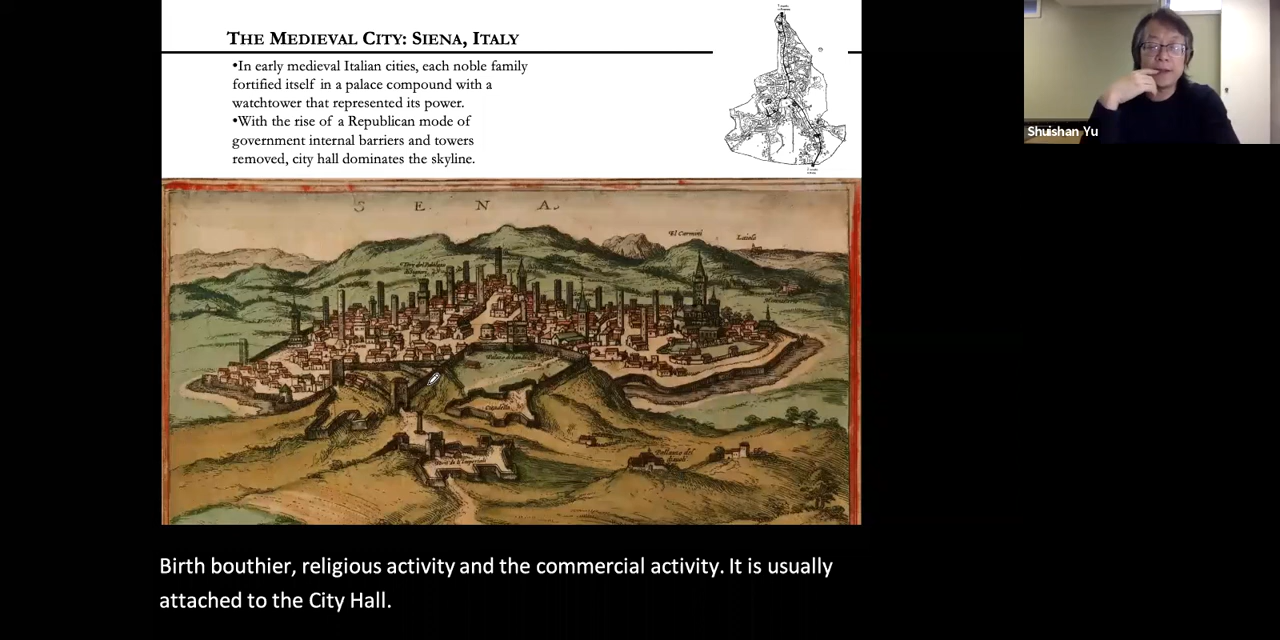 THE MEDIEVAL CITY: SIENA, ITALY
•In early medieval Italian cities, each noble family
fortified itself in a palace compound with a
watchtower that represented its power.
•With the rise of a Republican mode of
government internal barriers and towers
removed, city hall dominates the skyline.
Shuishan Yu
S E N A
El Carmini
Citadella
Birth bouthier, religious activity and the commercial activity. It is usually
attached to the City Hall.